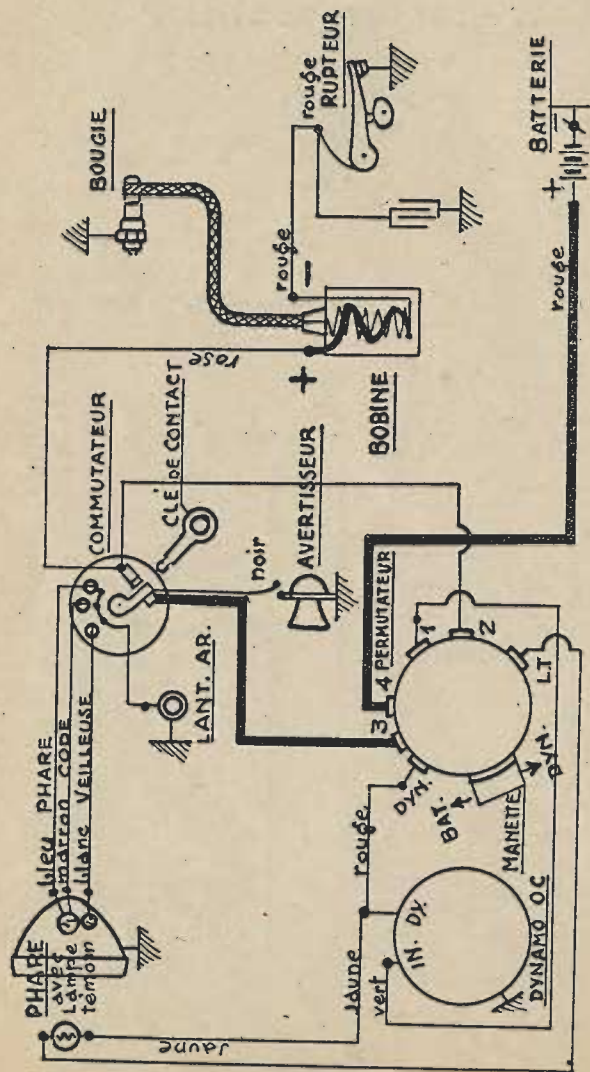 PHARE
avec
Lampe
témoin
bleu PHARE
marron CODE
blanc VEILLEUSE
LANT. AR.
COMMUTATEUR
CLÉ DE CONTACT
noir
AVERTISSEUR
rose
+
-
BOBINE
BOUGIE
rouge
rouge
RUPTEUR
BATTERIE
+
-
rouge
PERMUTATEUR
1
2
3
4
L.T
DYN.
BAT.
DYN.
MANETTE
rouge
jaune
vert
jaune
IN.
DY.
DYNAMO OC